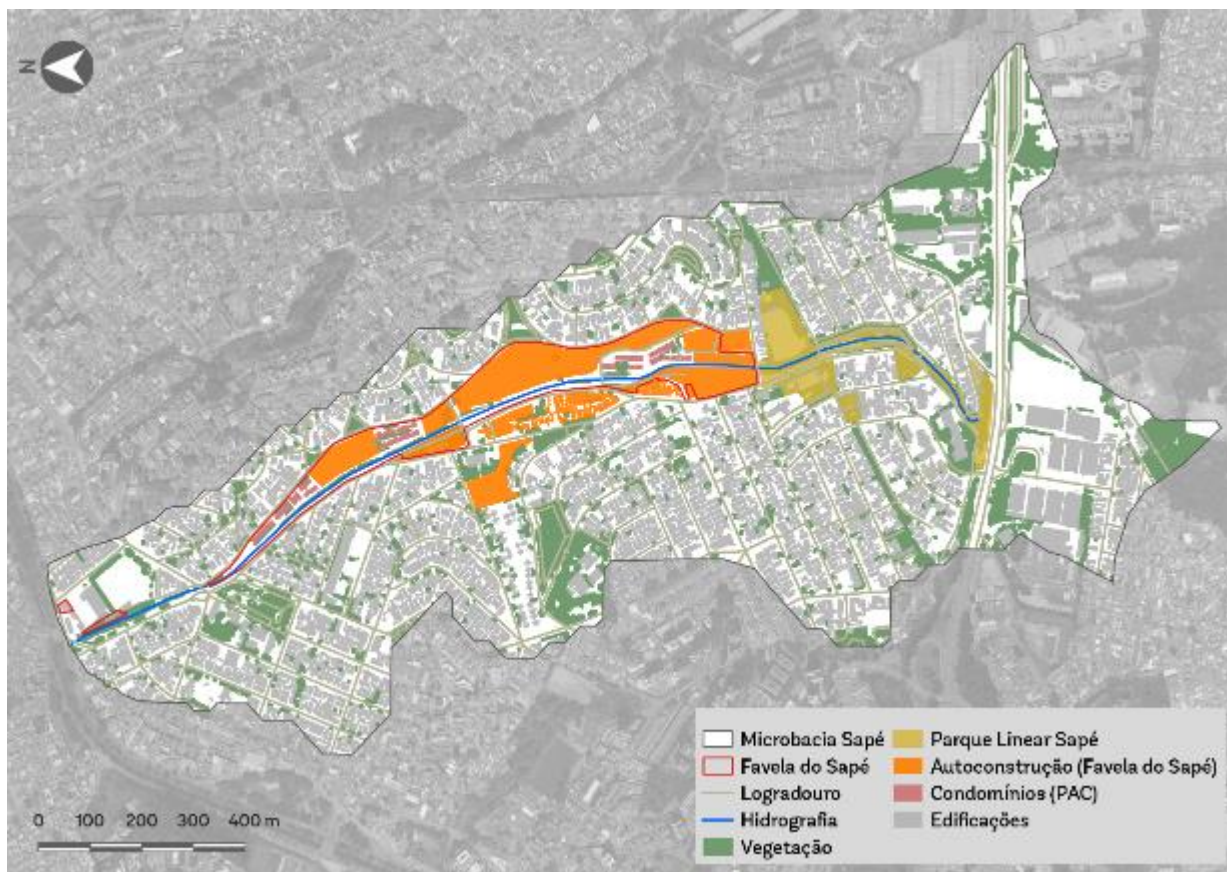 N
Microbacia Sapé
Favela do Sapé
Logradouro
Hidrografia
Vegetação
Parque Linear Sapé
Autoconstrução (Favela do Sapé)
Condomínios (PAC)
Edificações
0 100 200 300 400 m